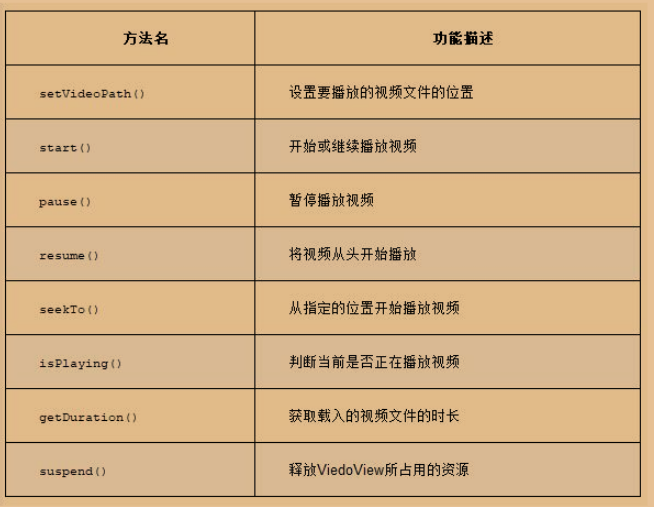 方法名 功能描述
setVideoPath() 设置要播放的视频文件的位置
start() 开始或继续播放视频
pause() 暂停播放视频
resume() 将视频从头开始播放
seekTo() 从指定的位置开始播放视频
isPlaying() 判断当前是否正在播放视频
getDuration() 获取载入的视频文件的时长
suspend() 释放ViedoView所占用的资源